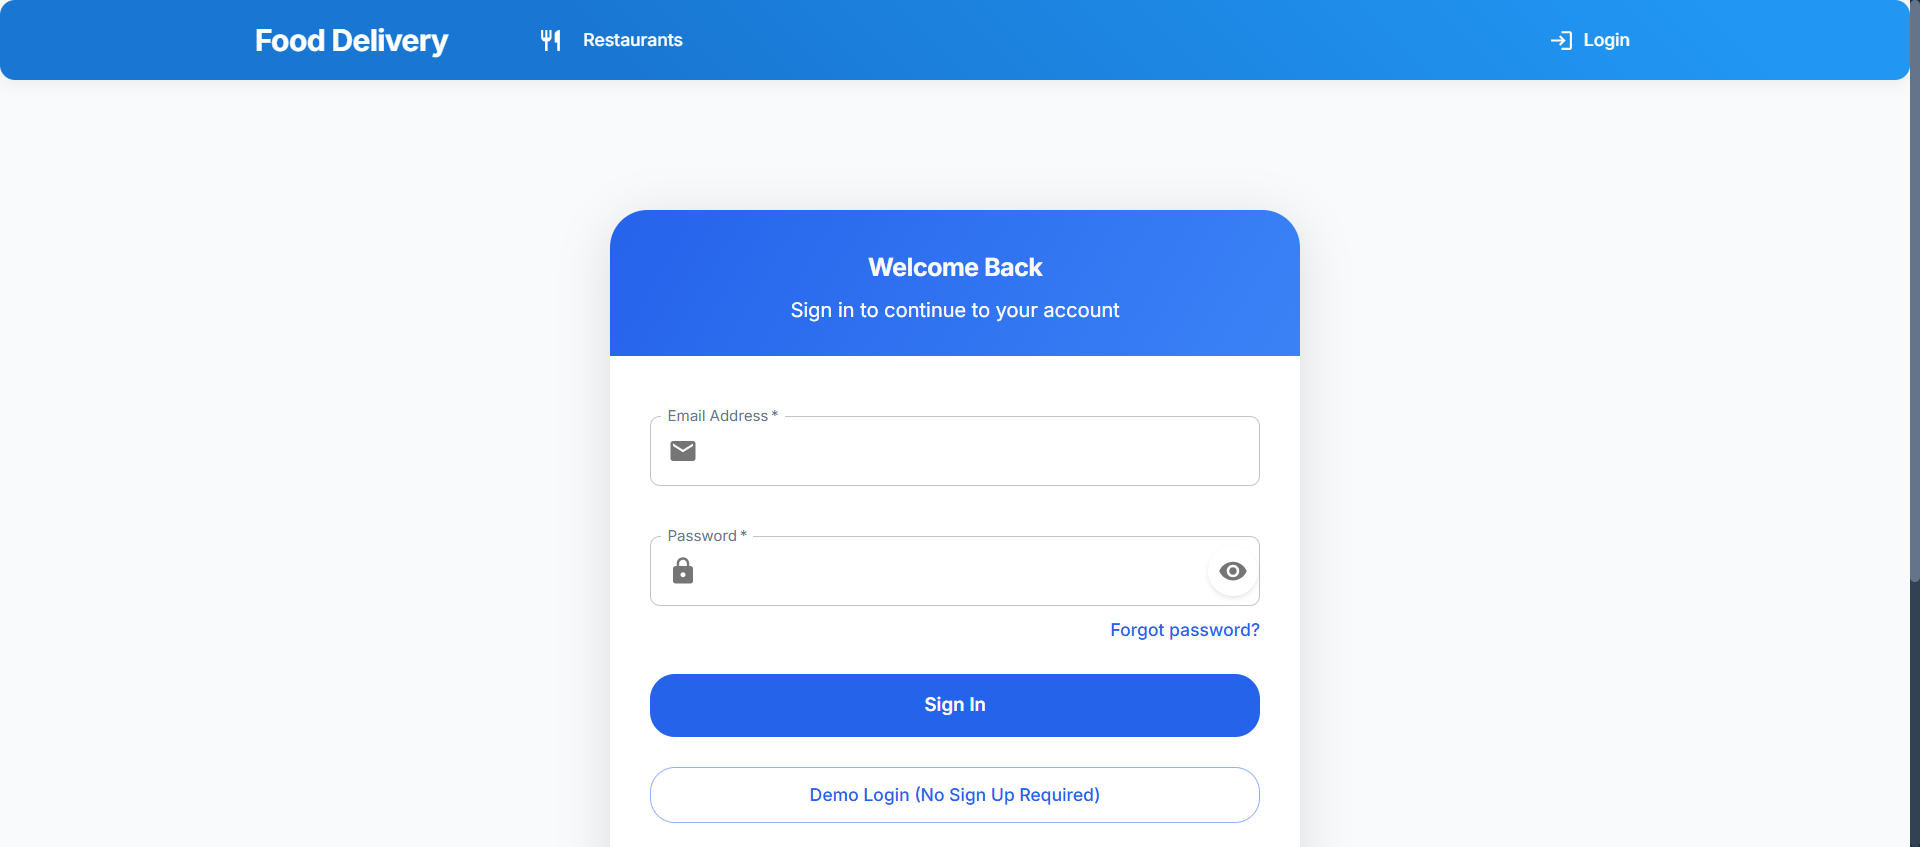 Food Delivery
Restaurants
Login
Welcome Back
Sign in to continue to your account
Email Address *
Password *
Forgot password?
Sign In
Demo Login (No Sign Up Required)